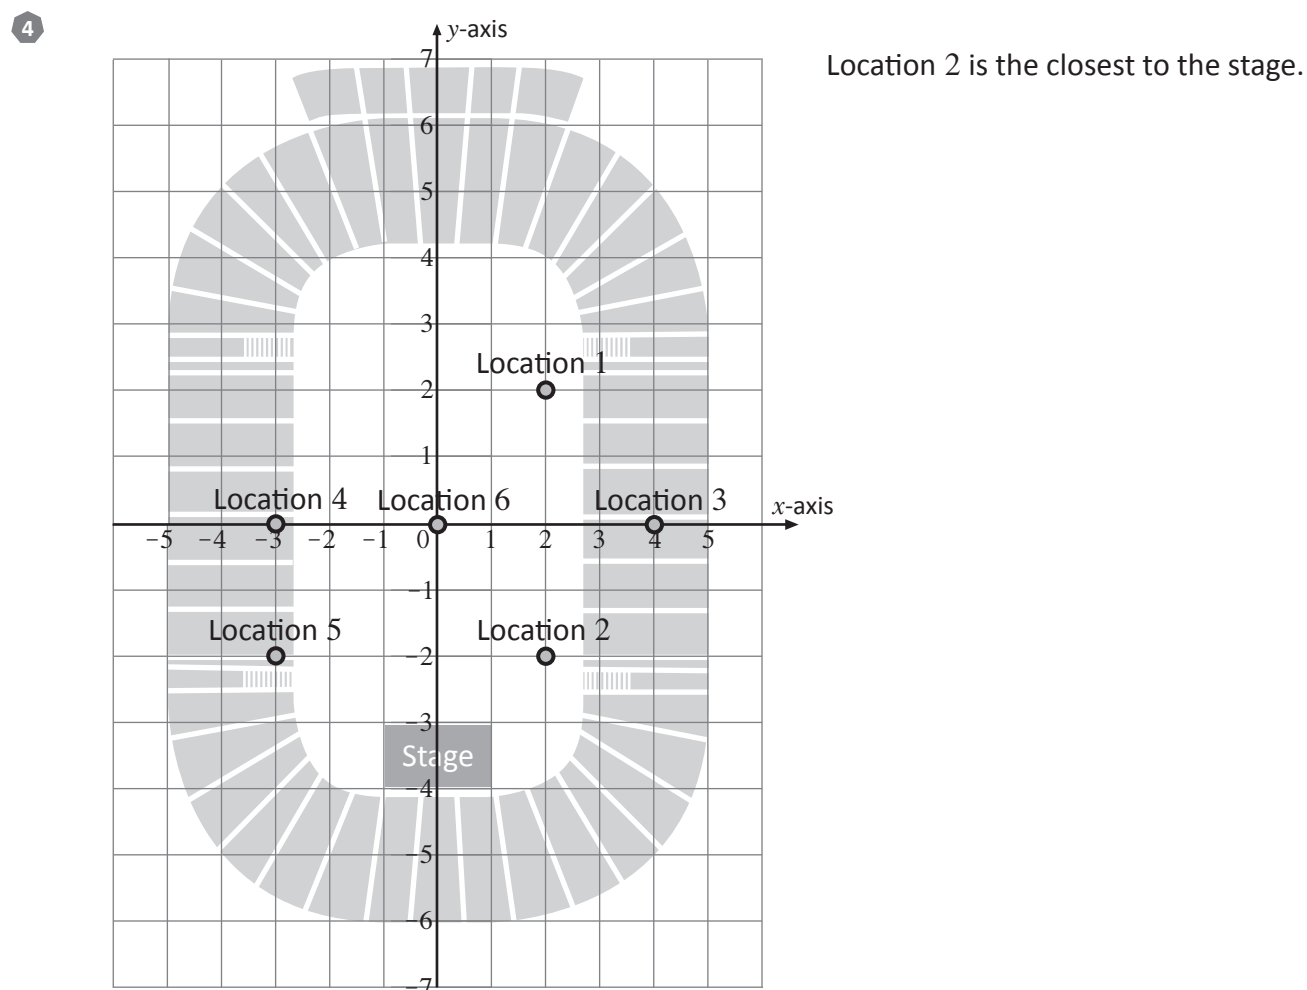 4
y-axis
Location 2 is the closest to the stage.
7
6
5
4
3
Location 1
2
1
Location 4 Location 6 Location 3
x-axis
−5 −4 −3 −2 −1 0 1 2 3 4 5
−1
Location 5 Location 2
−2
−3
Stage
−4
−5
−6
−7